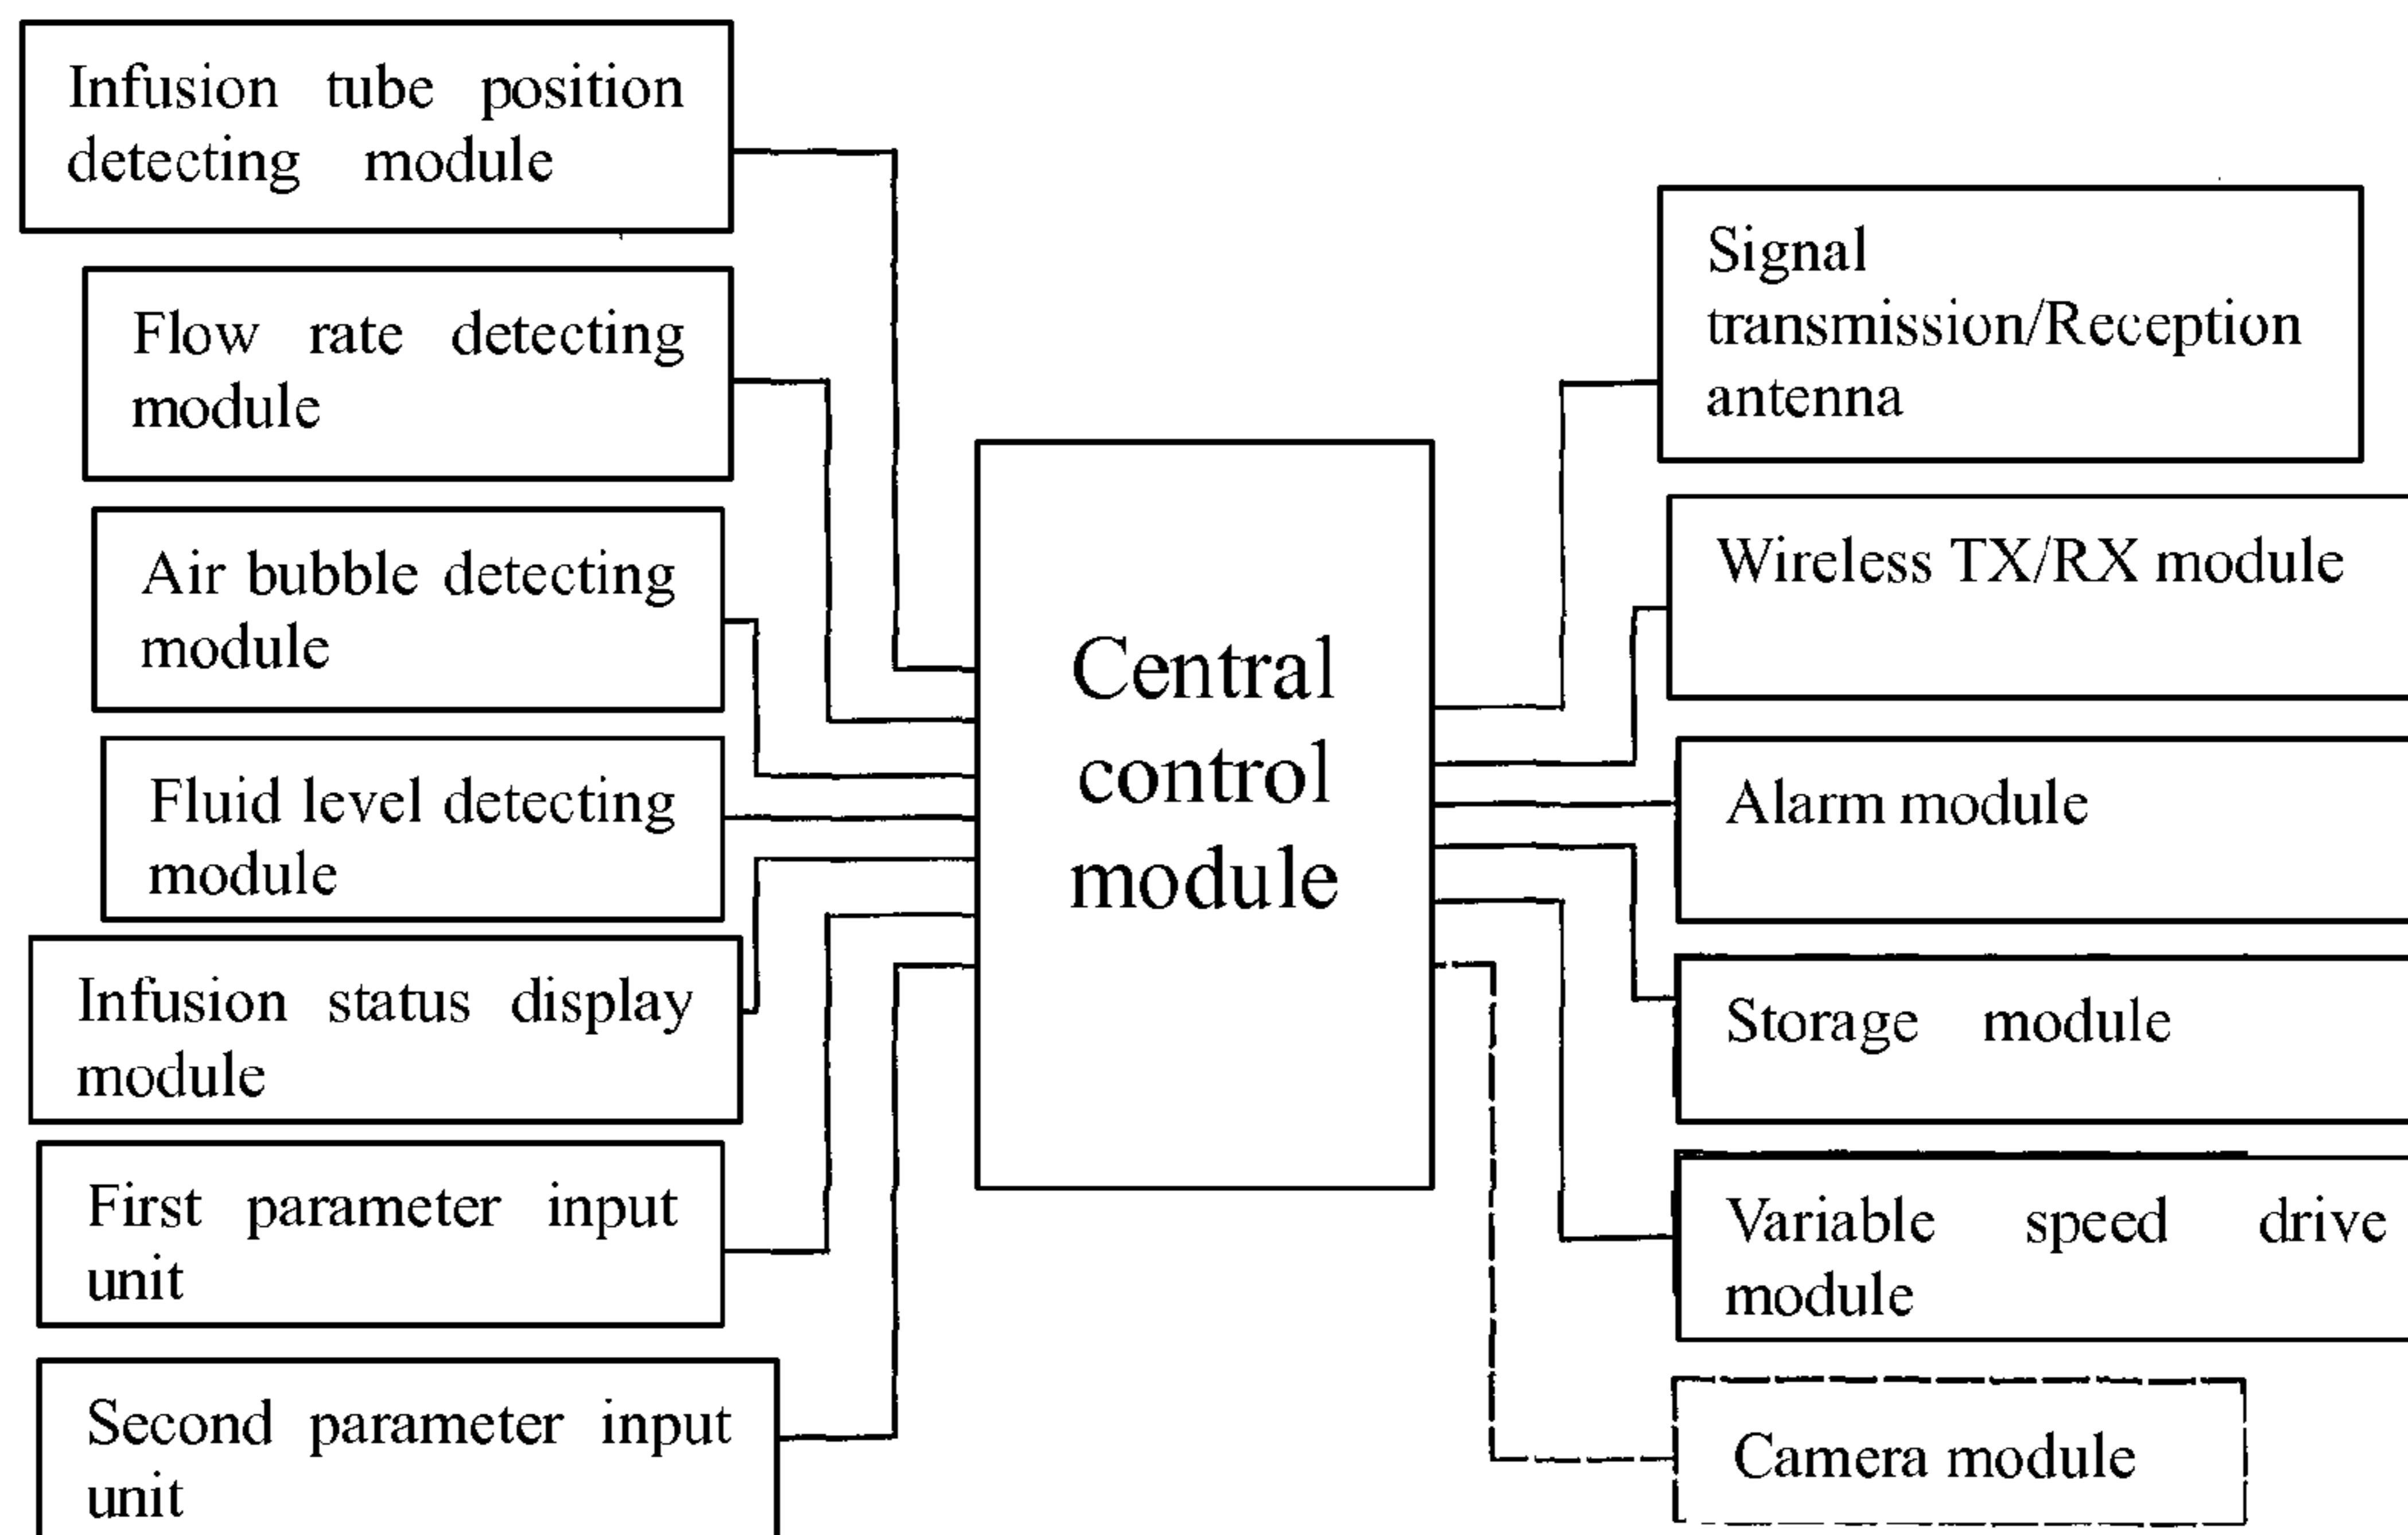 Infusion tube position
detecting module
Flow rate detecting
module
Air bubble detecting
module
Fluid level detecting
module
Infusion status display
module
First parameter input
unit
Second parameter input
unit
Central
control
module
Signal
transmission/Reception
antenna
Wireless TX/RX module
Alarm module
Storage module
Variable speed drive
module
Camera module